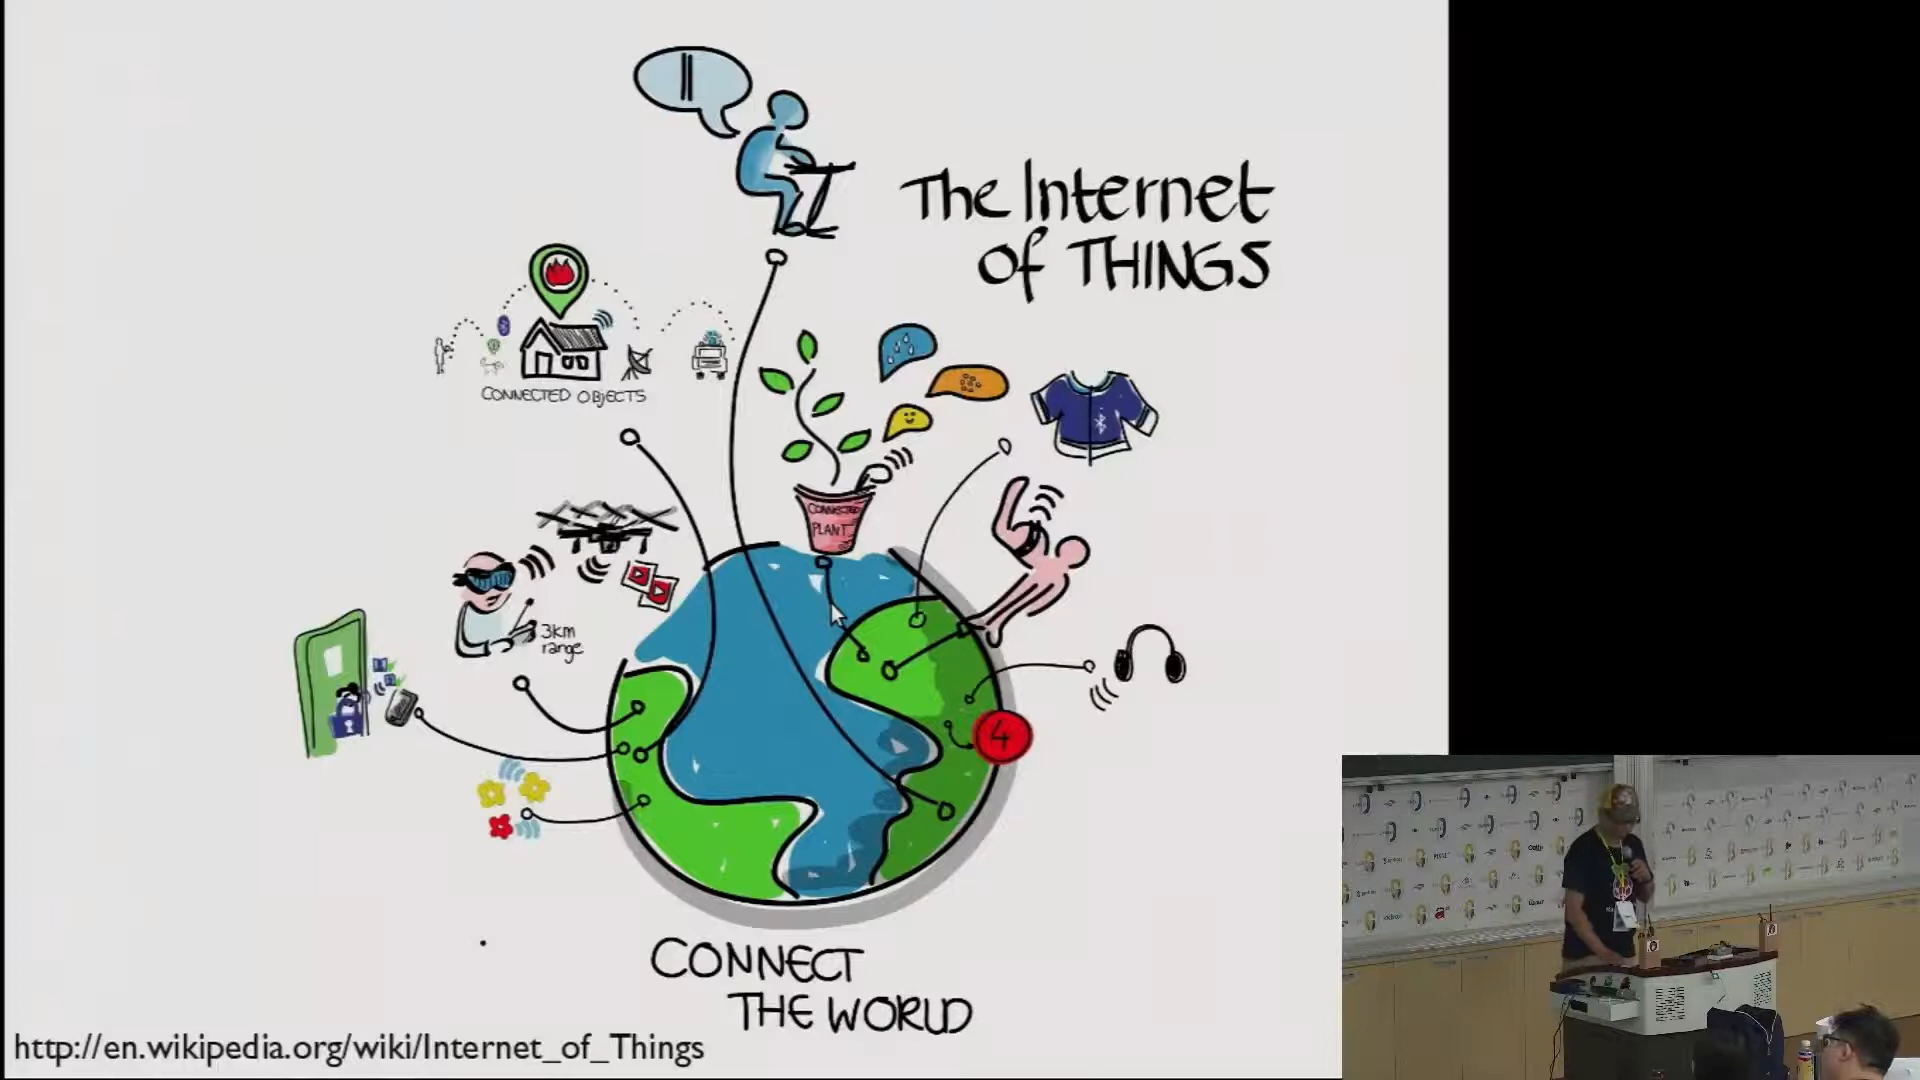 The Internet
of THINGS
CONNECTED OBJECTS
CONNECTED
PLANT
3km
range
4
CONNECT
THE WORLD
http://en.wikipedia.org/wiki/Internet_of_Things